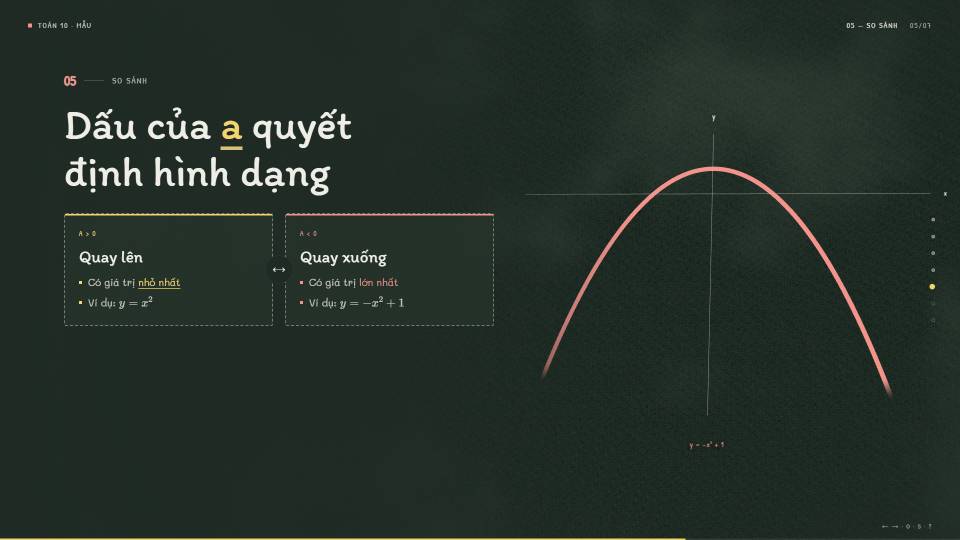 TOÁN 10 · MẪU
05 — SO SÁNH 05/07
05 SO SÁNH
Dấu của a quyết
định hình dạng
A > 0
Quay lên
Có giá trị nhỏ nhất
Ví dụ: y = x²
↔
A < 0
Quay xuống
Có giá trị lớn nhất
Ví dụ: y = −x² + 1
y
x
y = −x² + 1
← → · O · S · ?